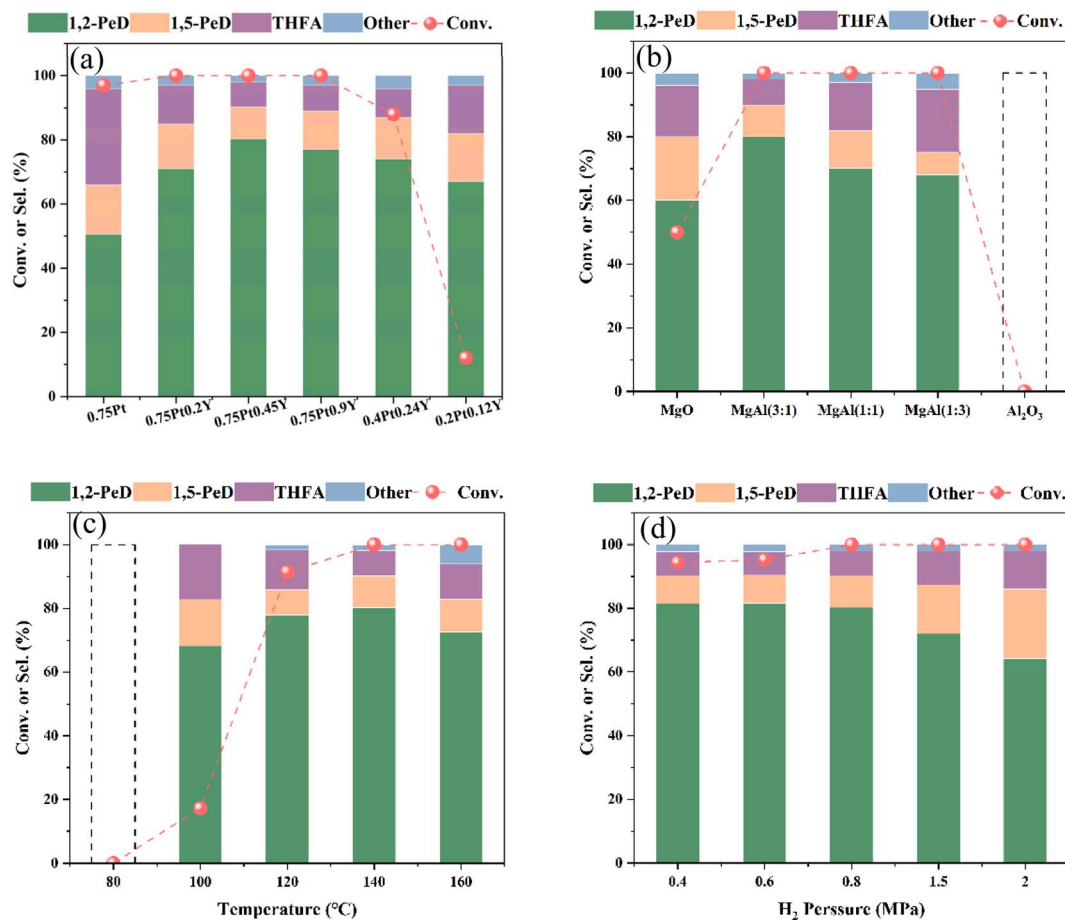 1,2-PeD 1,5-PeD THFA Other Conv.
(a)
Conv. or Sel. (%)
100
80
60
40
20
0
0.75Pt 0.75Pt0.2Y 0.75Pt0.45Y 0.75Pt0.9Y 0.4Pt0.24Y 0.2Pt0.12Y
1,2-PeD 1,5-PeD THFA Other Conv.
(b)
Conv. or Sel. (%)
100
80
60
40
20
0
MgO MgAl(3:1) MgAl(1:1) MgAl(1:3) Al₂O₃
1,2-PeD 1,5-PeD THFA Other Conv.
(c)
Conv. or Sel. (%)
100
80
60
40
20
0
80 100 120 140 160
Temperature (°C)
1,2-PeD 1,5-PeD THFA Other Conv.
(d)
Conv. or Sel. (%)
100
80
60
40
20
0
0.4 0.6 0.8 1.5 2
H₂ Perssure (MPa)